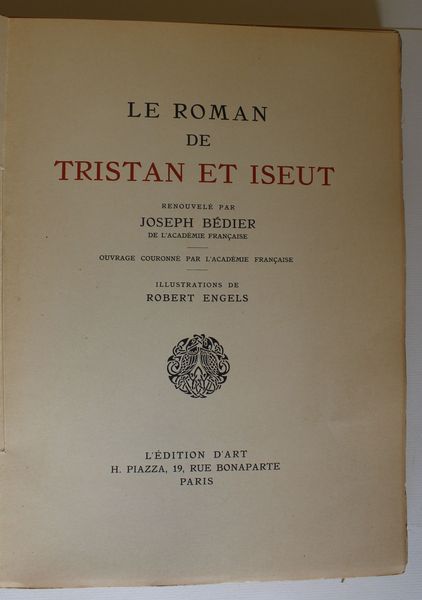 LE ROMAN
DE
TRISTAN ET ISEUT
RENOUVELÉ PAR
JOSEPH BÉDIER
DE L'ACADÉMIE FRANÇAISE
OUVRAGE COURONNÉ PAR L'ACADÉMIE FRANÇAISE
ILLUSTRATIONS DE
ROBERT ENGELS
L'ÉDITION D'ART
H. PIAZZA, 19, RUE BONAPARTE
PARIS